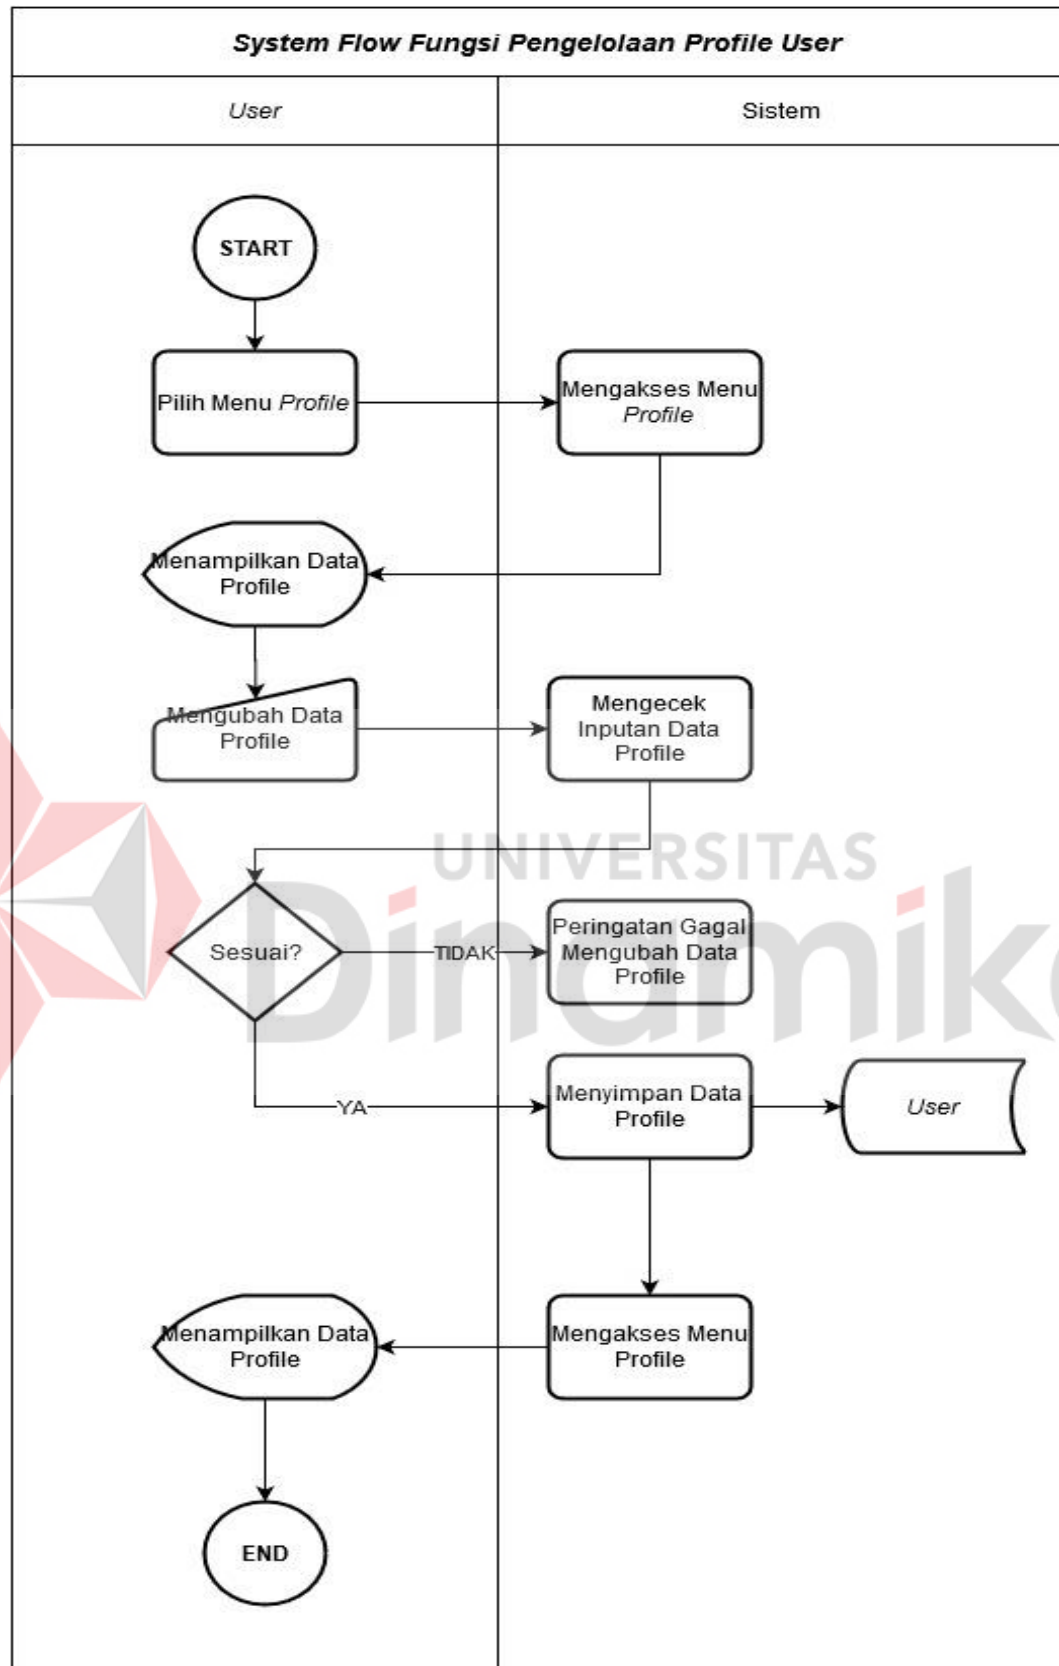 System Flow Fungsi Pengelolaan Profile User
User
Sistem
START
Pilih Menu Profile
Mengakses Menu
Profile
Menampilkan Data
Profile
Mengubah Data
Profile
Mengecek
Inputan Data
Profile
UNIVERSITAS
Dinamika
Sesuai?
TIDAK
Peringatan Gagal
Mengubah Data
Profile
YA
Menyimpan Data
Profile
User
Mengakses Menu
Profile
Menampilkan Data
Profile
END